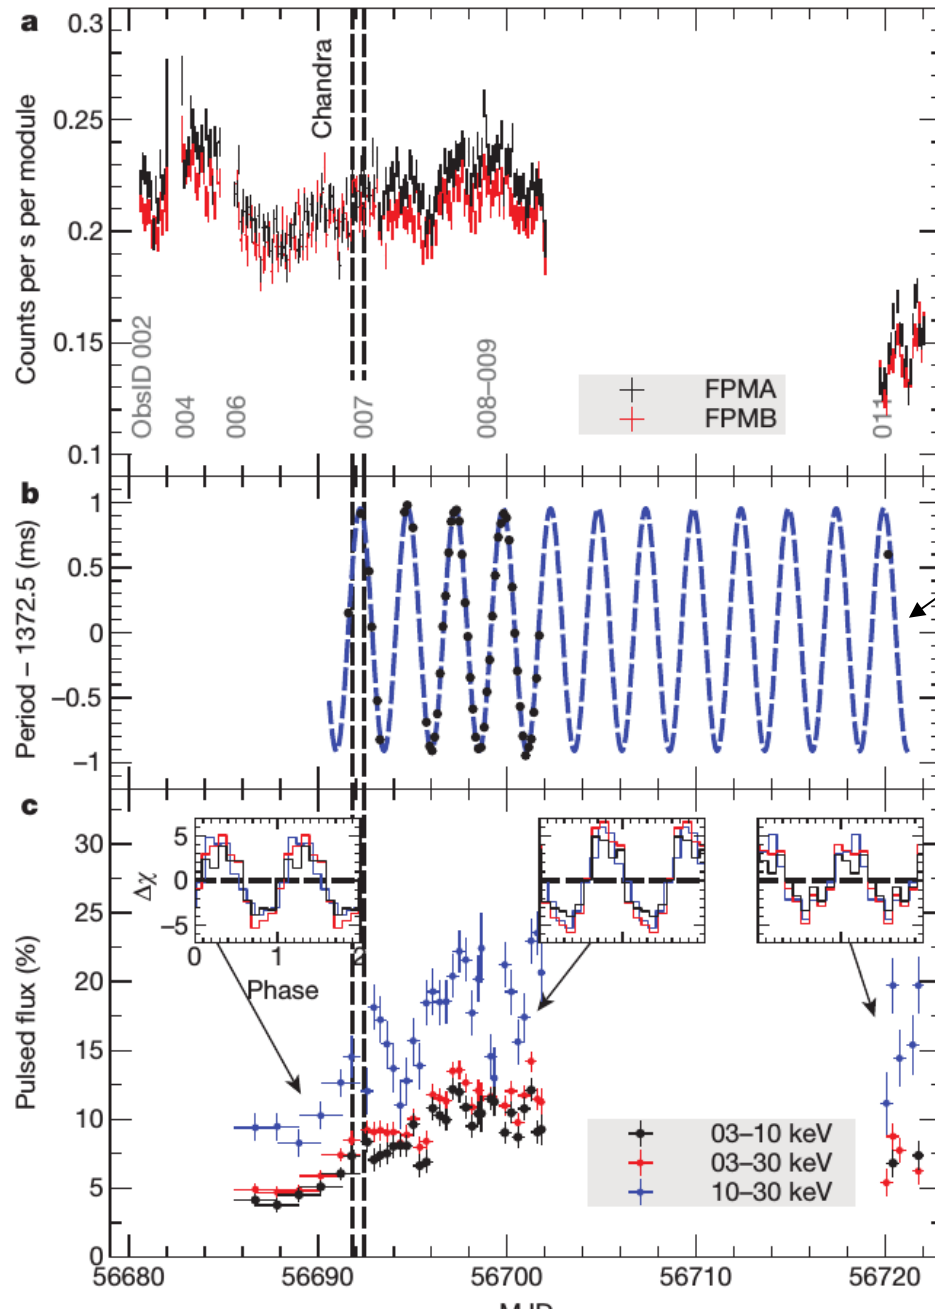 a
0.3
0.25
0.2
0.15
0.1
Counts per s per module
Chandra
ObsID 002
004
006
007
008–009
011
FPMA
FPMB
b
1
0.5
0
−0.5
−1
Period – 1372.5 (ms)
c
30
25
20
15
10
5
0
Pulsed flux (%)
Δχ
5
0
−5
0
1
2
Phase
03–10 keV
03–30 keV
10–30 keV
56680
56690
56700
56710
56720
MJD